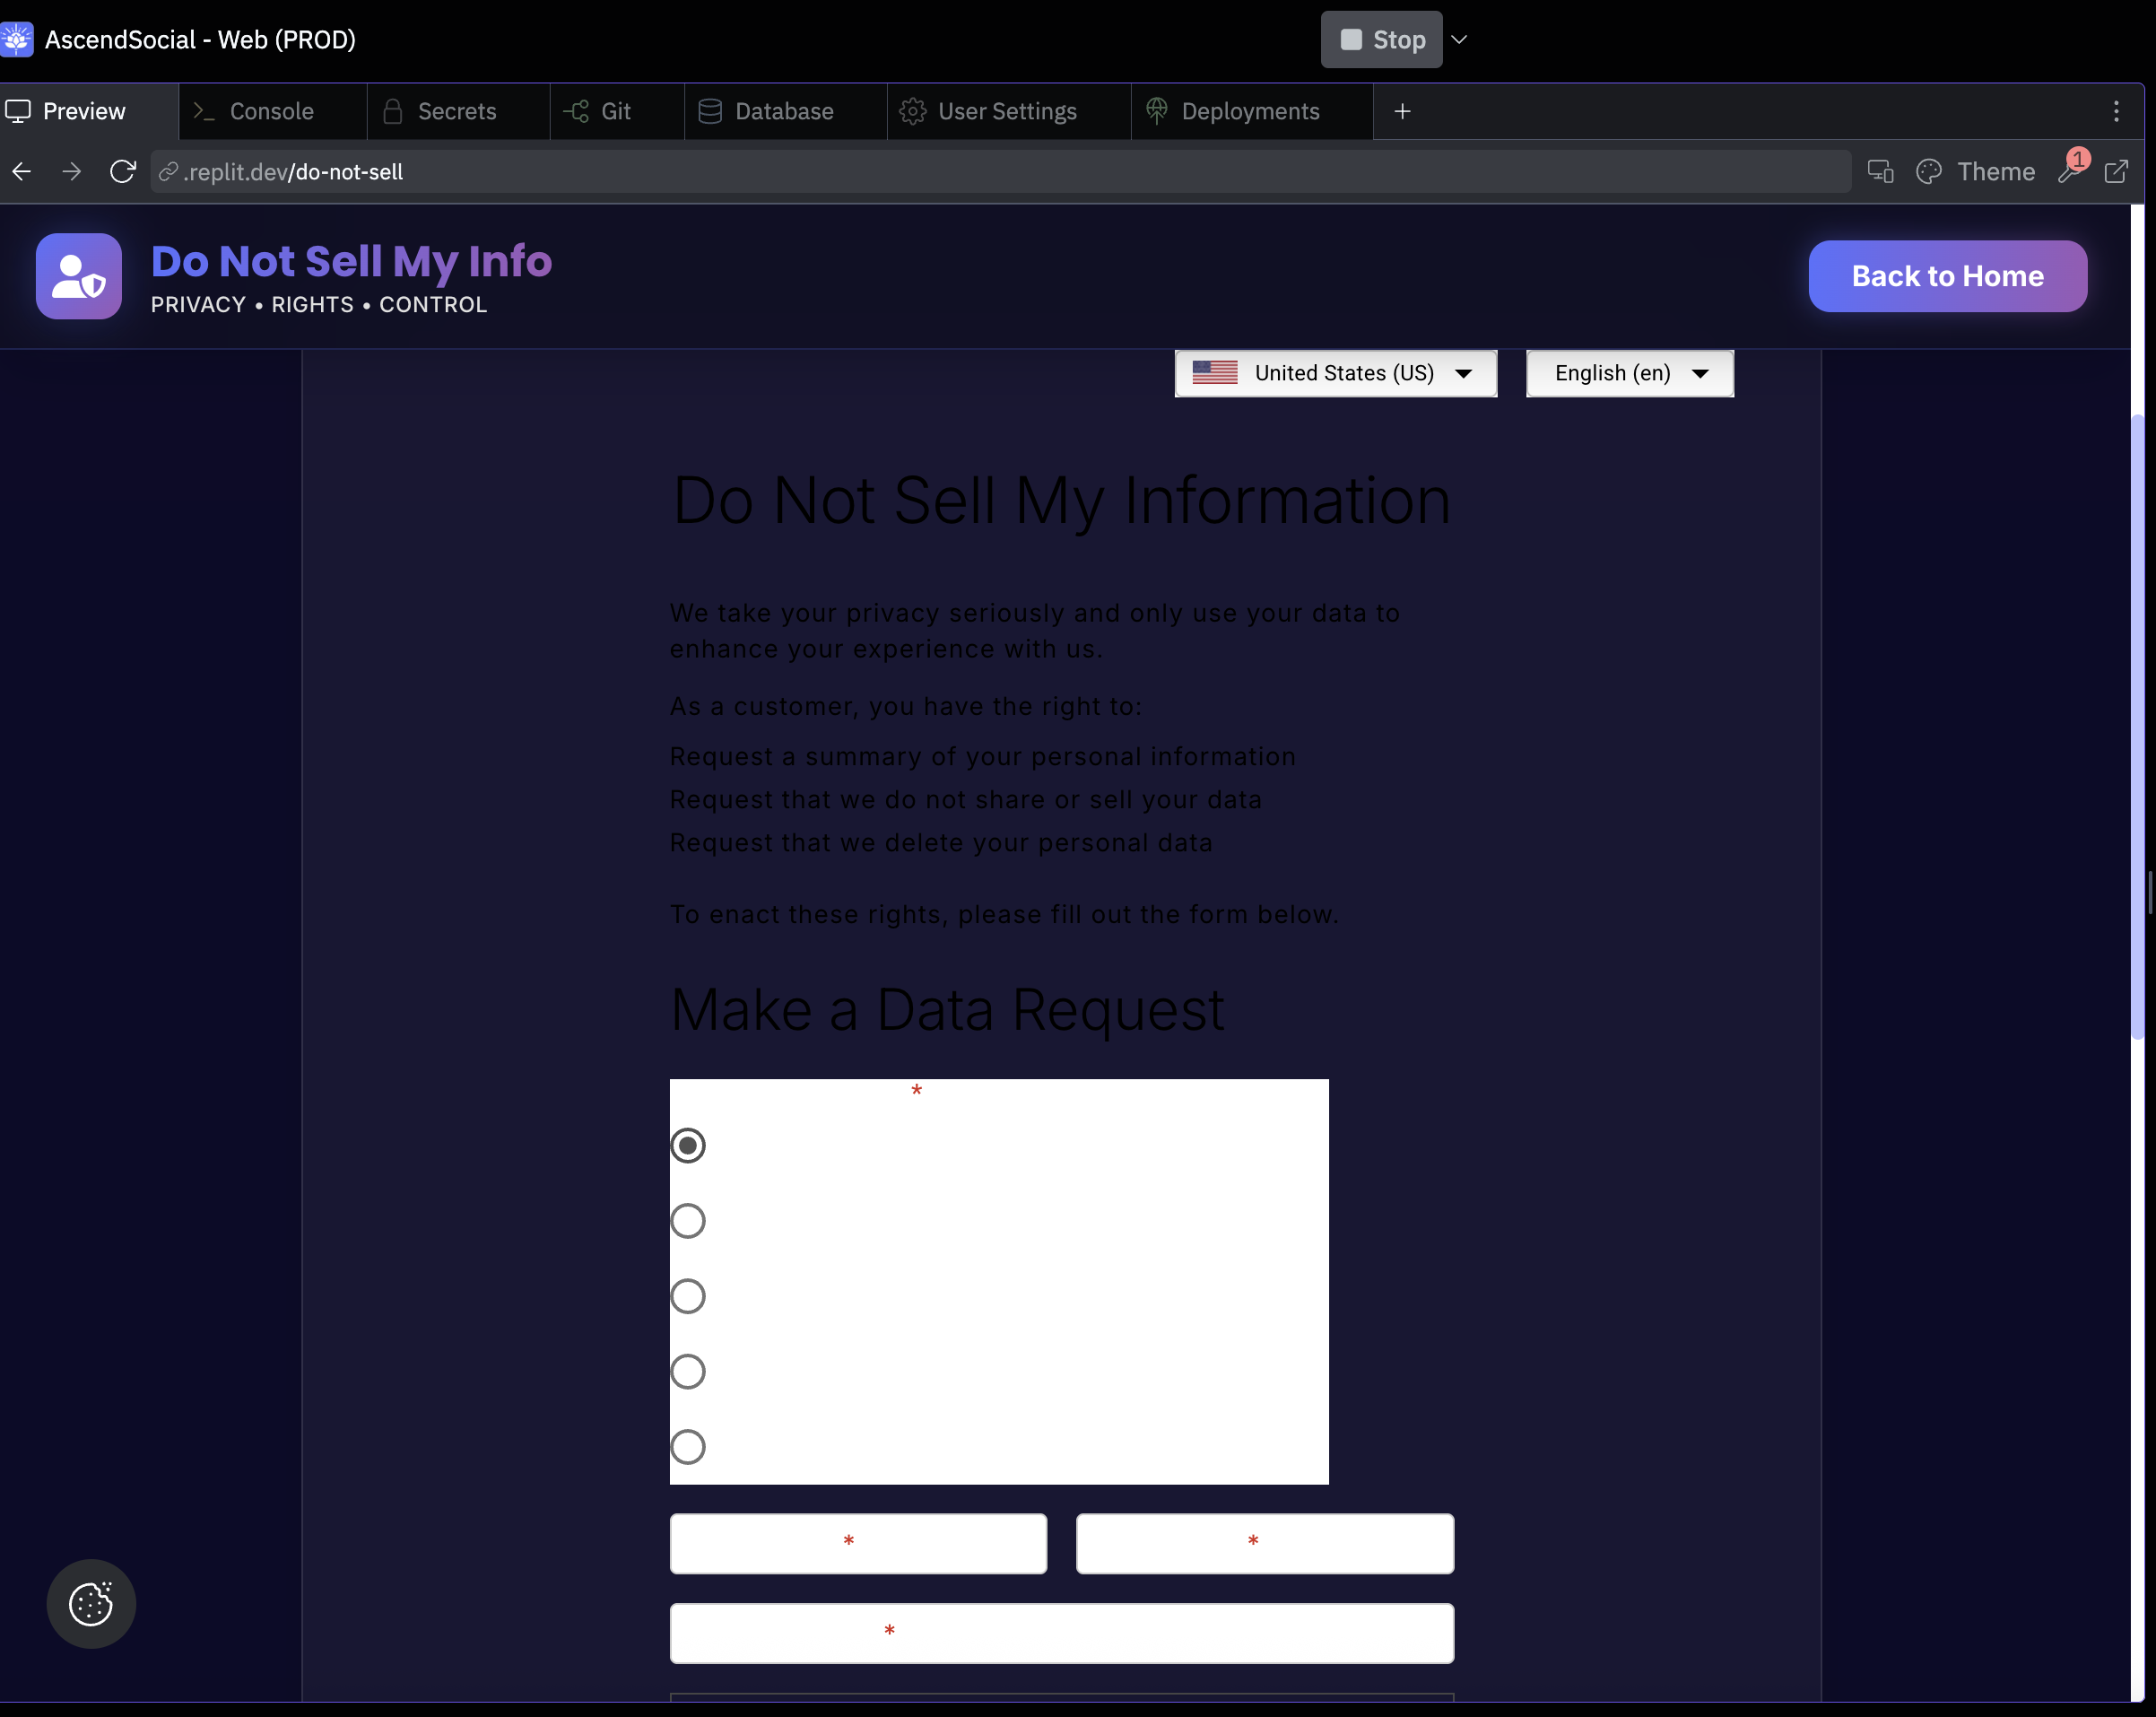 AscendSocial - Web (PROD)
Stop
Preview
Console
Secrets
Git
Database
User Settings
Deployments
.replit.dev/do-not-sell
Theme
1
Do Not Sell My Info
PRIVACY • RIGHTS • CONTROL
Back to Home
United States (US)
English (en)
Do Not Sell My Information
We take your privacy seriously and only use your data to
enhance your experience with us.
As a customer, you have the right to:
Request a summary of your personal information
Request that we do not share or sell your data
Request that we delete your personal data
To enact these rights, please fill out the form below.
Make a Data Request
*
* *
*